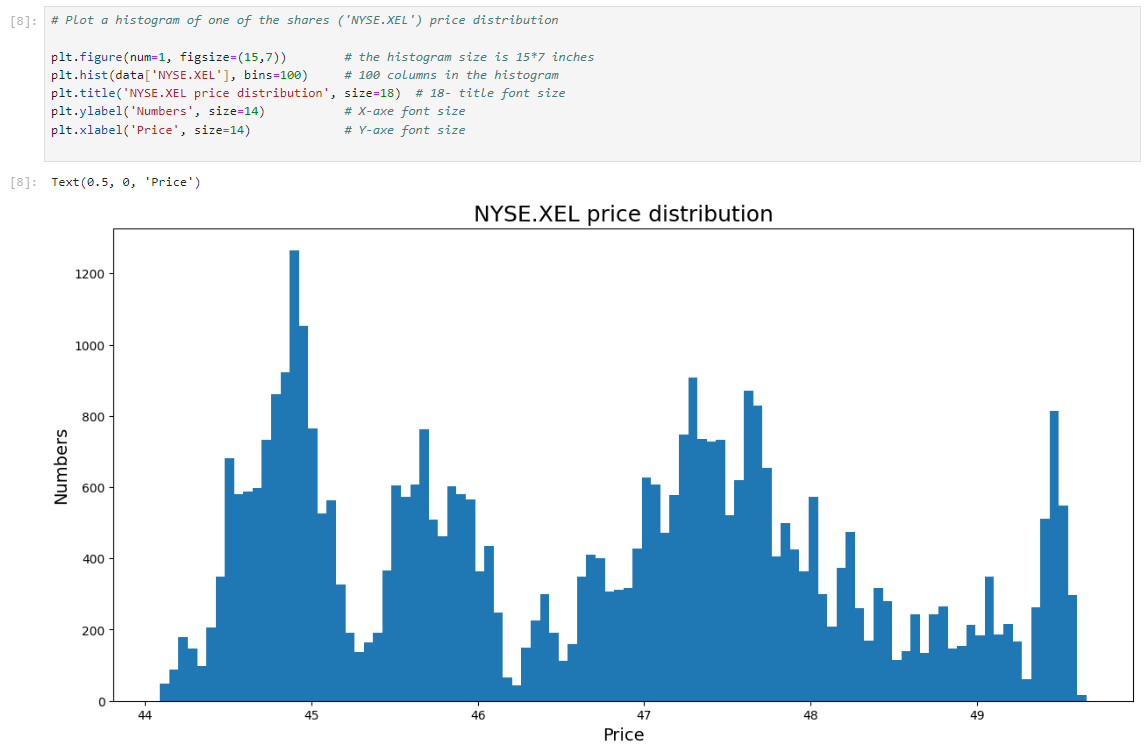 [8]: # Plot a histogram of one of the shares ('NYSE.XEL') price distribution
plt.figure(num=1, figsize=(15,7)) # the histogram size is 15*7 inches
plt.hist(data['NYSE.XEL'], bins=100) # 100 columns in the histogram
plt.title('NYSE.XEL price distribution', size=18) # 18- title font size
plt.ylabel('Numbers', size=14) # X-axe font size
plt.xlabel('Price', size=14) # Y-axe font size
[8]: Text(0.5, 0, 'Price')
NYSE.XEL price distribution
1200
1000
800
600
400
200
0
Numbers
44 45 46 47 48 49
Price